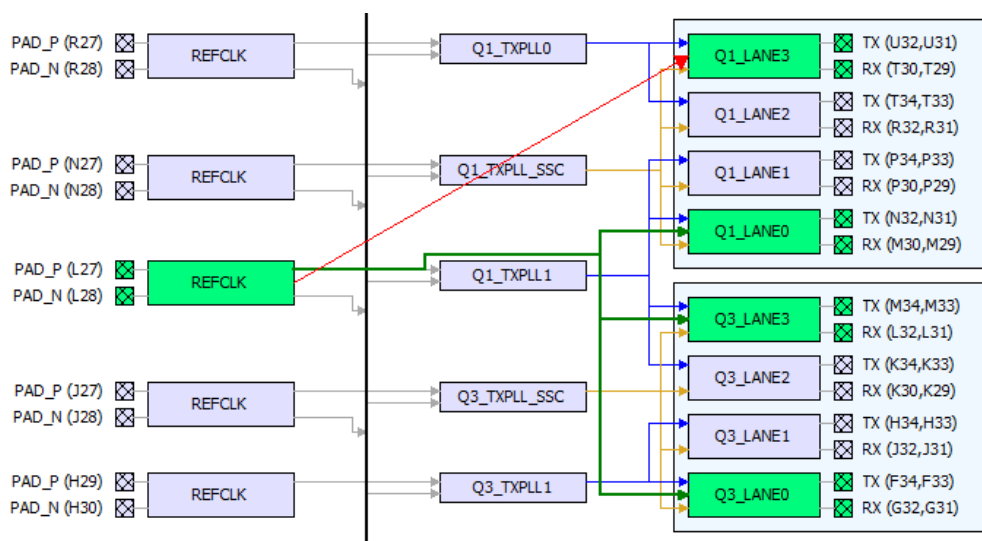 PAD_P (R27)
PAD_N (R28)
REFCLK
Q1_TXPLL0
Q1_LANE3
TX (U32,U31)
RX (T30,T29)
Q1_LANE2
TX (T34,T33)
RX (R32,R31)
PAD_P (N27)
PAD_N (N28)
REFCLK
Q1_TXPLL_SSC
Q1_LANE1
TX (P34,P33)
RX (P30,P29)
Q1_LANE0
TX (N32,N31)
RX (M30,M29)
PAD_P (L27)
PAD_N (L28)
REFCLK
Q1_TXPLL1
Q3_LANE3
TX (M34,M33)
RX (L32,L31)
Q3_LANE2
TX (K34,K33)
RX (K30,K29)
PAD_P (J27)
PAD_N (J28)
REFCLK
Q3_TXPLL_SSC
Q3_LANE1
TX (H34,H33)
RX (J32,J31)
PAD_P (H29)
PAD_N (H30)
REFCLK
Q3_TXPLL1
Q3_LANE0
TX (F34,F33)
RX (G32,G31)